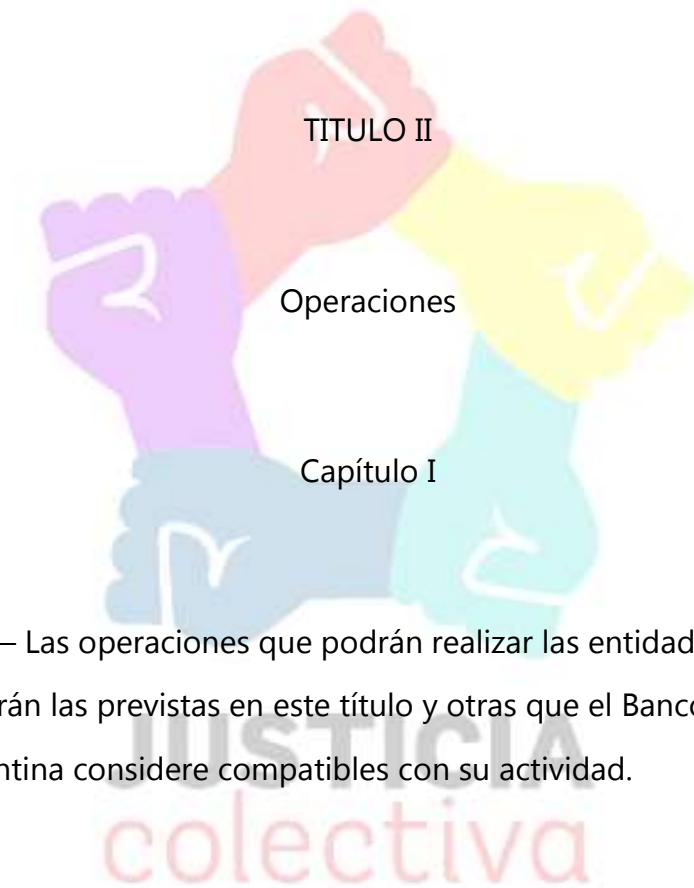 TITULO II
Operaciones
Capítulo I
– Las operaciones que podrán realizar las entidad
rán las previstas en este título y otras que el Banco
ntina considere compatibles con su actividad.
JUSTICIA
colectiva